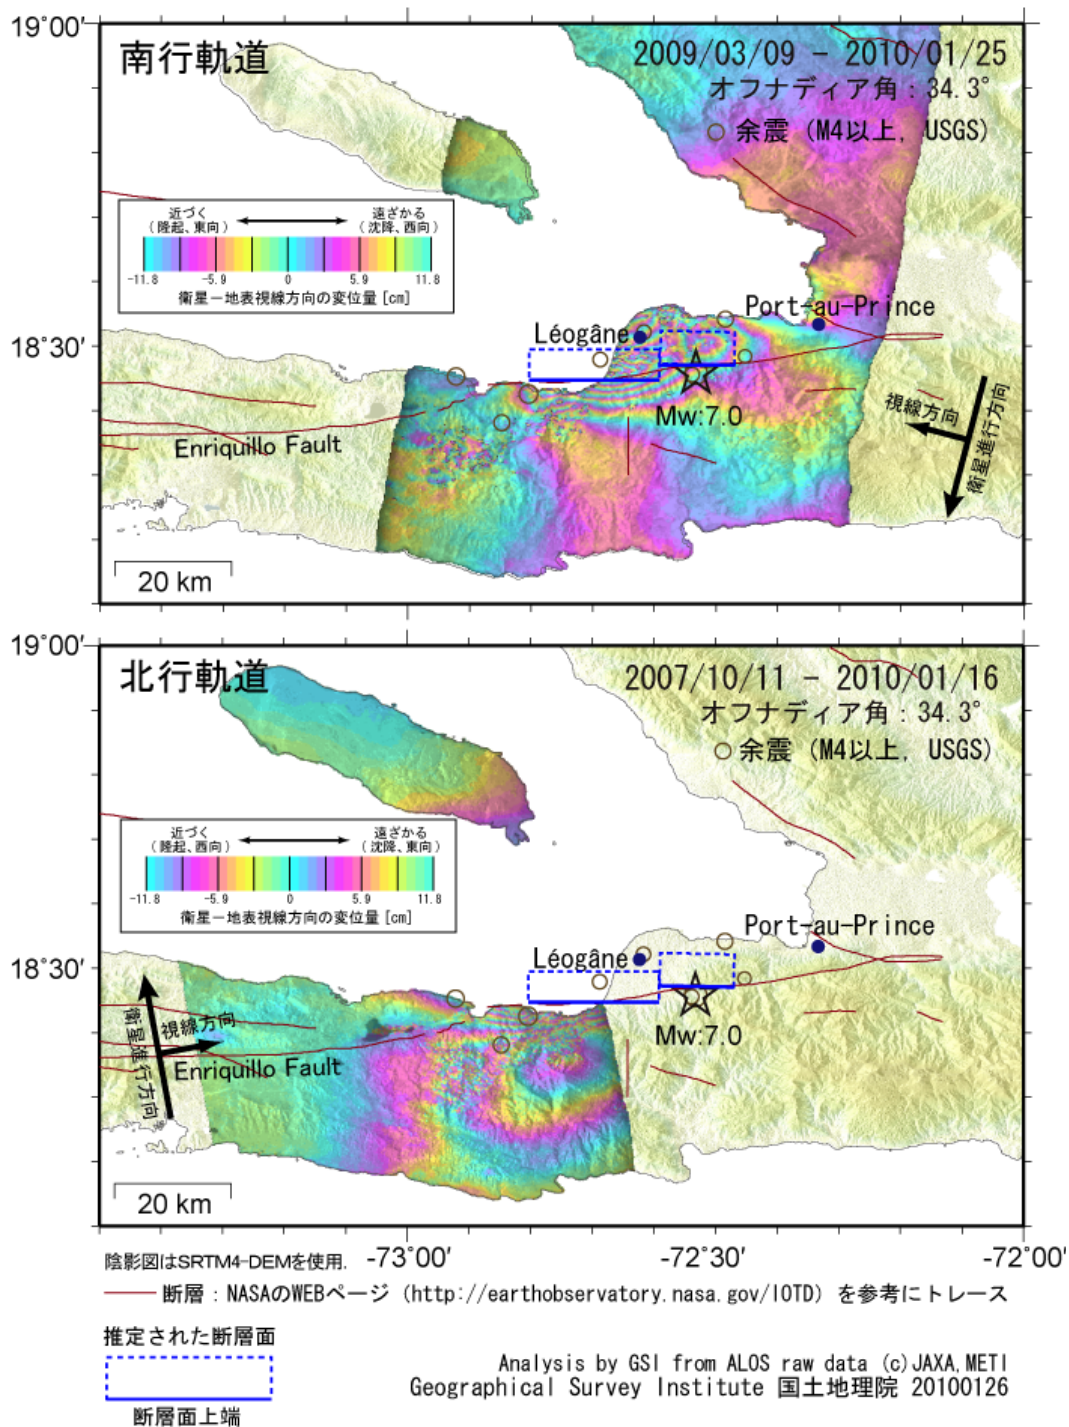 19°00′
南行軌道
2009/03/09 - 2010/01/25
オフナディア角：34.3°
余震（M4以上, USGS）
近づく
（隆起、東向）
遠ざかる
（沈降、西向）
-11.8 -5.9 0 5.9 11.8
衛星－地表視線方向の変位量 [cm]
Port-au-Prince
Léogâne
18°30′
Mw:7.0
Enriquillo Fault
視線方向
衛星進行方向
20 km
19°00′
北行軌道
2007/10/11 - 2010/01/16
オフナディア角：34.3°
余震（M4以上, USGS）
近づく
（隆起、西向）
遠ざかる
（沈降、東向）
-11.8 -5.9 0 5.9 11.8
衛星－地表視線方向の変位量 [cm]
Port-au-Prince
Léogâne
18°30′
Mw:7.0
視線方向
衛星進行方向
Enriquillo Fault
20 km
陰影図はSRTM4-DEMを使用.
-73°00′ -72°30′ -72°00′
断層：NASAのWEBページ（http://earthobservatory.nasa.gov/IOTD）を参考にトレース
推定された断層面
断層面上端
Analysis by GSI from ALOS raw data (c)JAXA,METI
Geographical Survey Institute 国土地理院 20100126